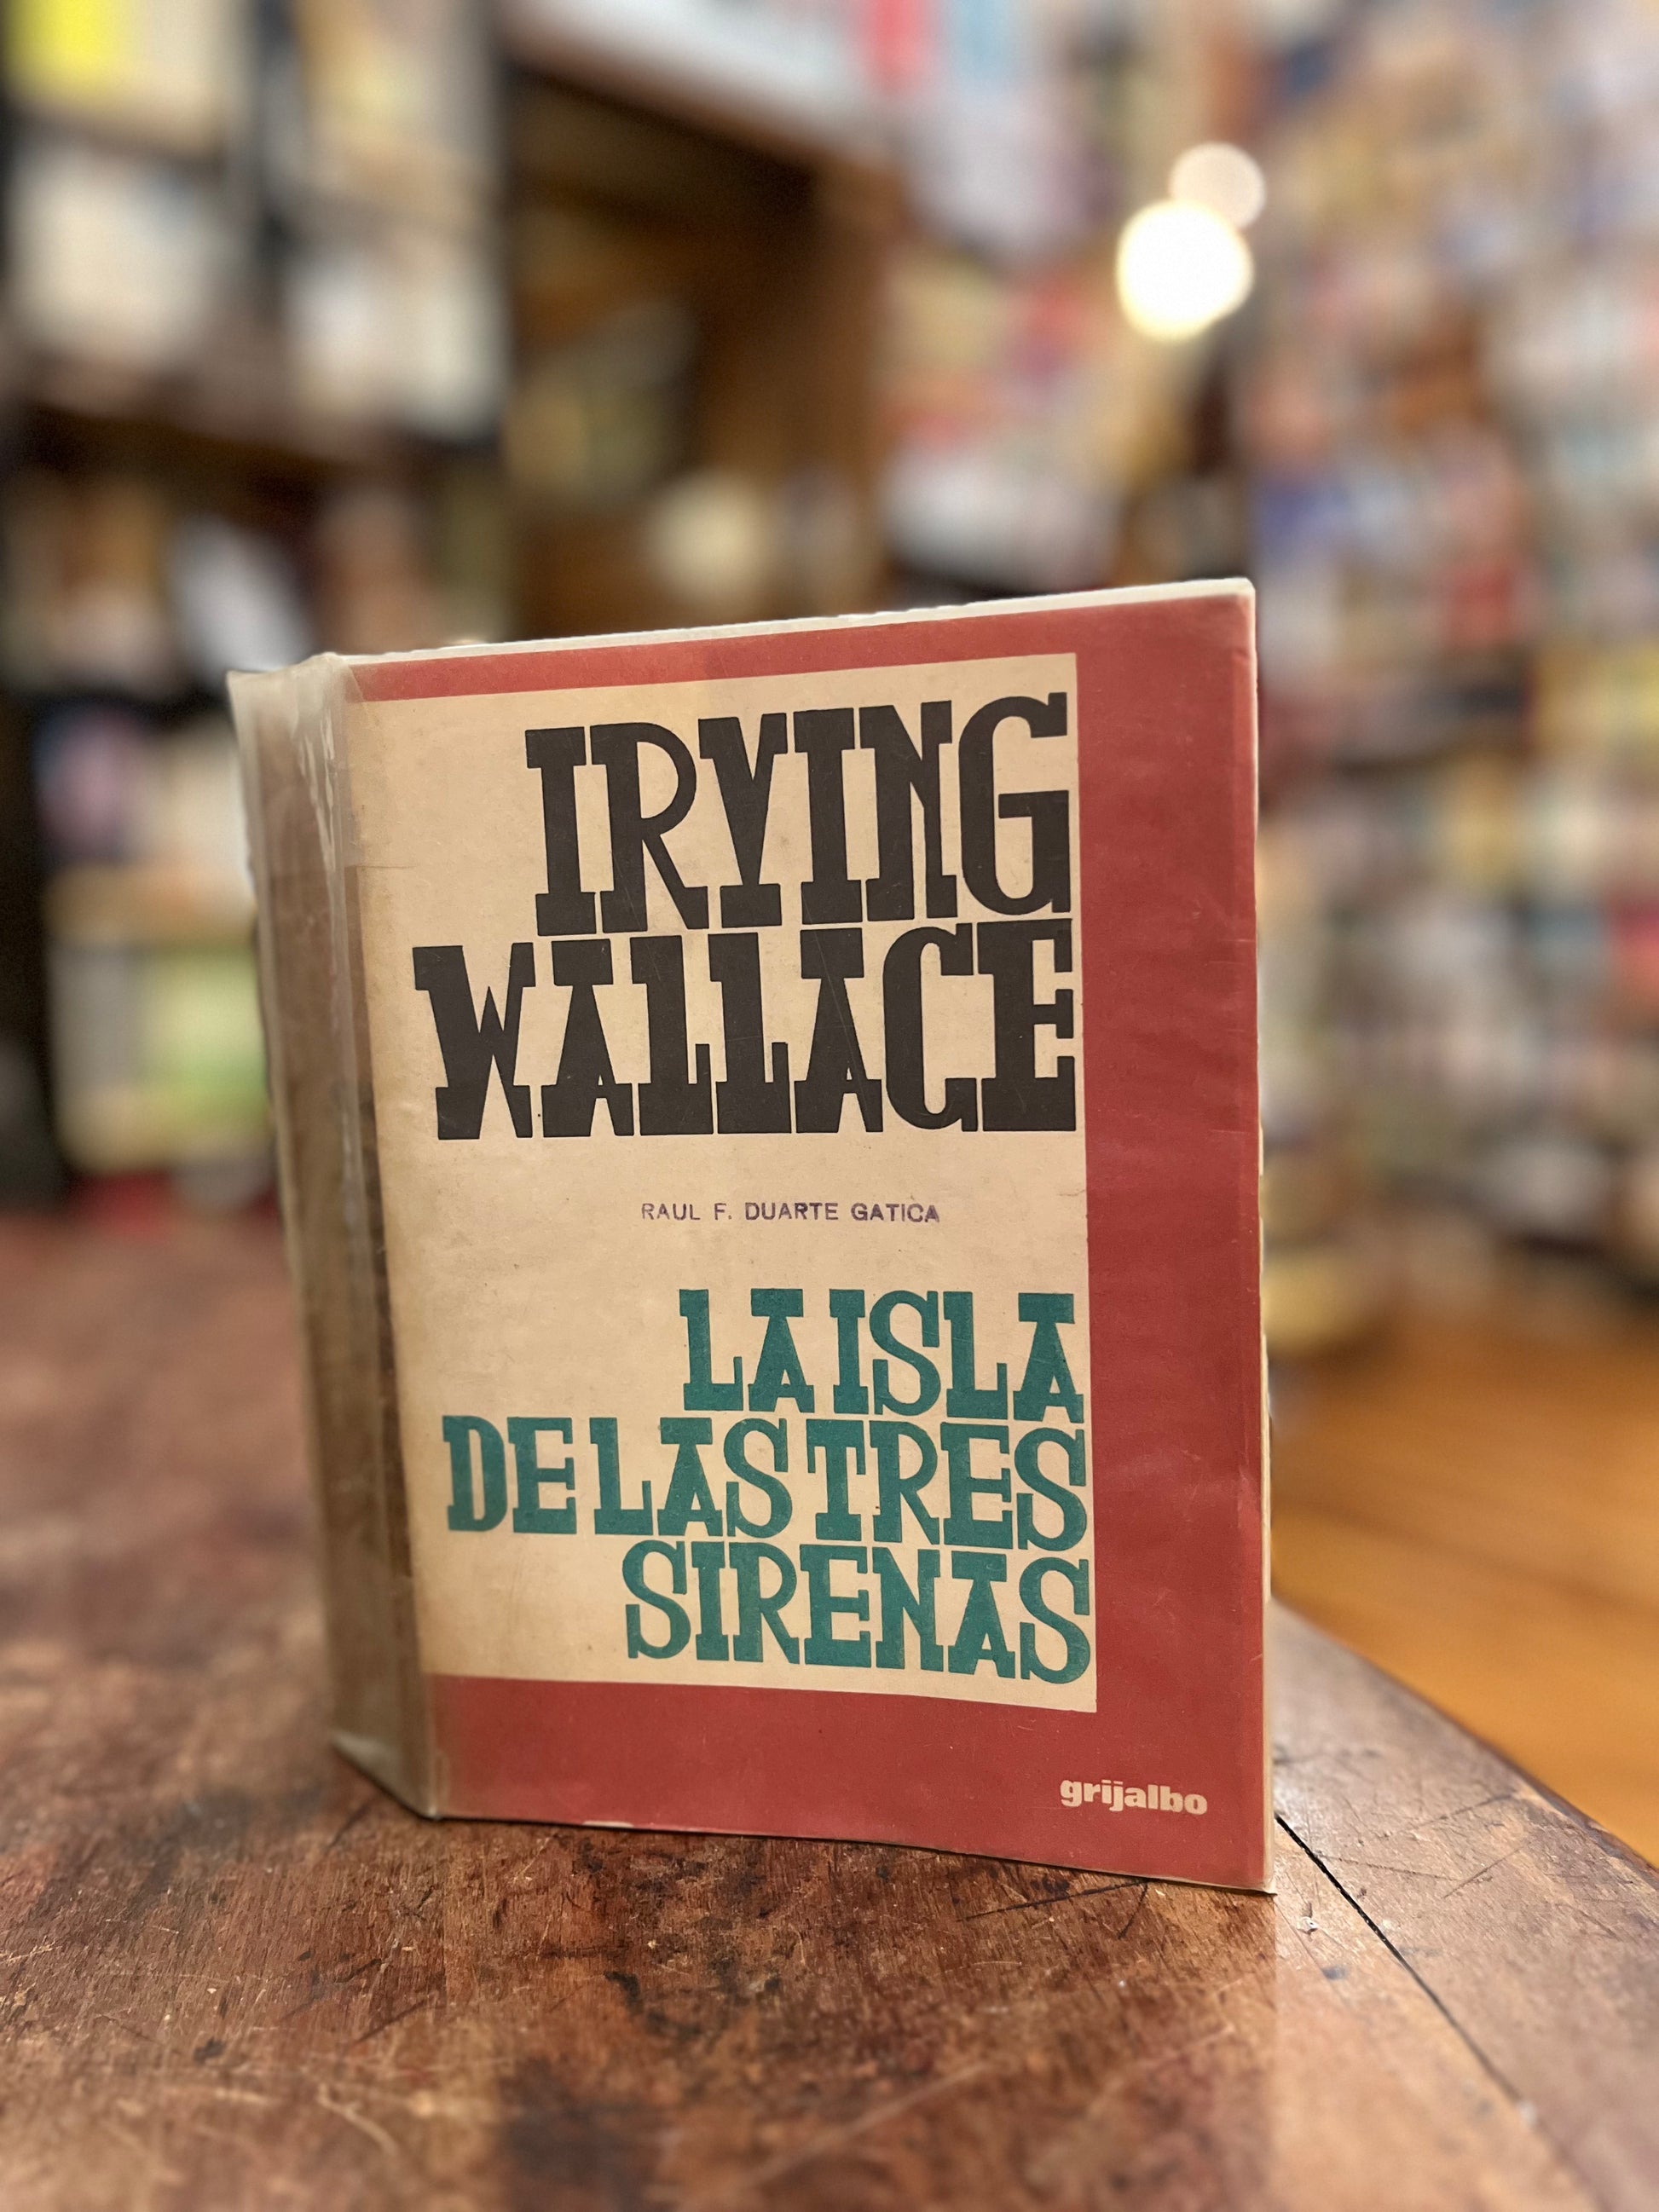 IRVING
WALLACE
RAUL F. DUARTE GATICA
LA ISLA
DE LAS TRES
SIRENAS
grijalbo